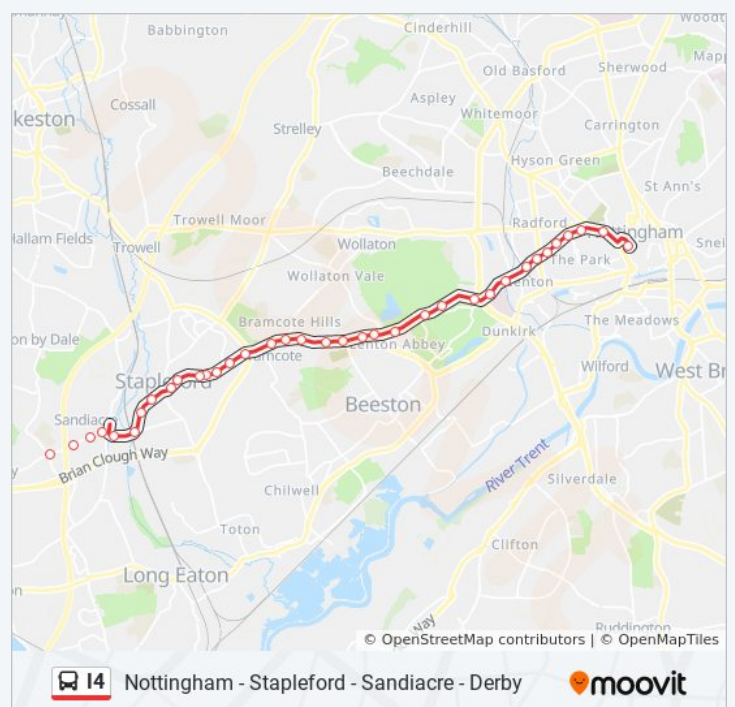 Babbington
Cinderhill
Woodt
Old Basford
Sherwood
Map
Cossall
Aspley
keston
Whitemoor
Strelley
Carrington
Hyson Green
Beechdale
St Ann's
Trowell Moor
Radford
Nottingham
Hallam Fields
Trowell
Wollaton
Snei
The Park
Wollaton Vale
Lenton
Bramcote Hills
The Meadows
Dunkirk
on by Dale
Lenton Abbey
Bramcote
Wilford
West Br
Stapleford
Beeston
Sandiacre
Brian Clough Way
River Trent
Silverdale
Chilwell
Toton
Clifton
Long Eaton
Way
Ruddington
© OpenStreetMap contributors | © OpenMapTiles
I4 Nottingham - Stapleford - Sandiacre - Derby moovit